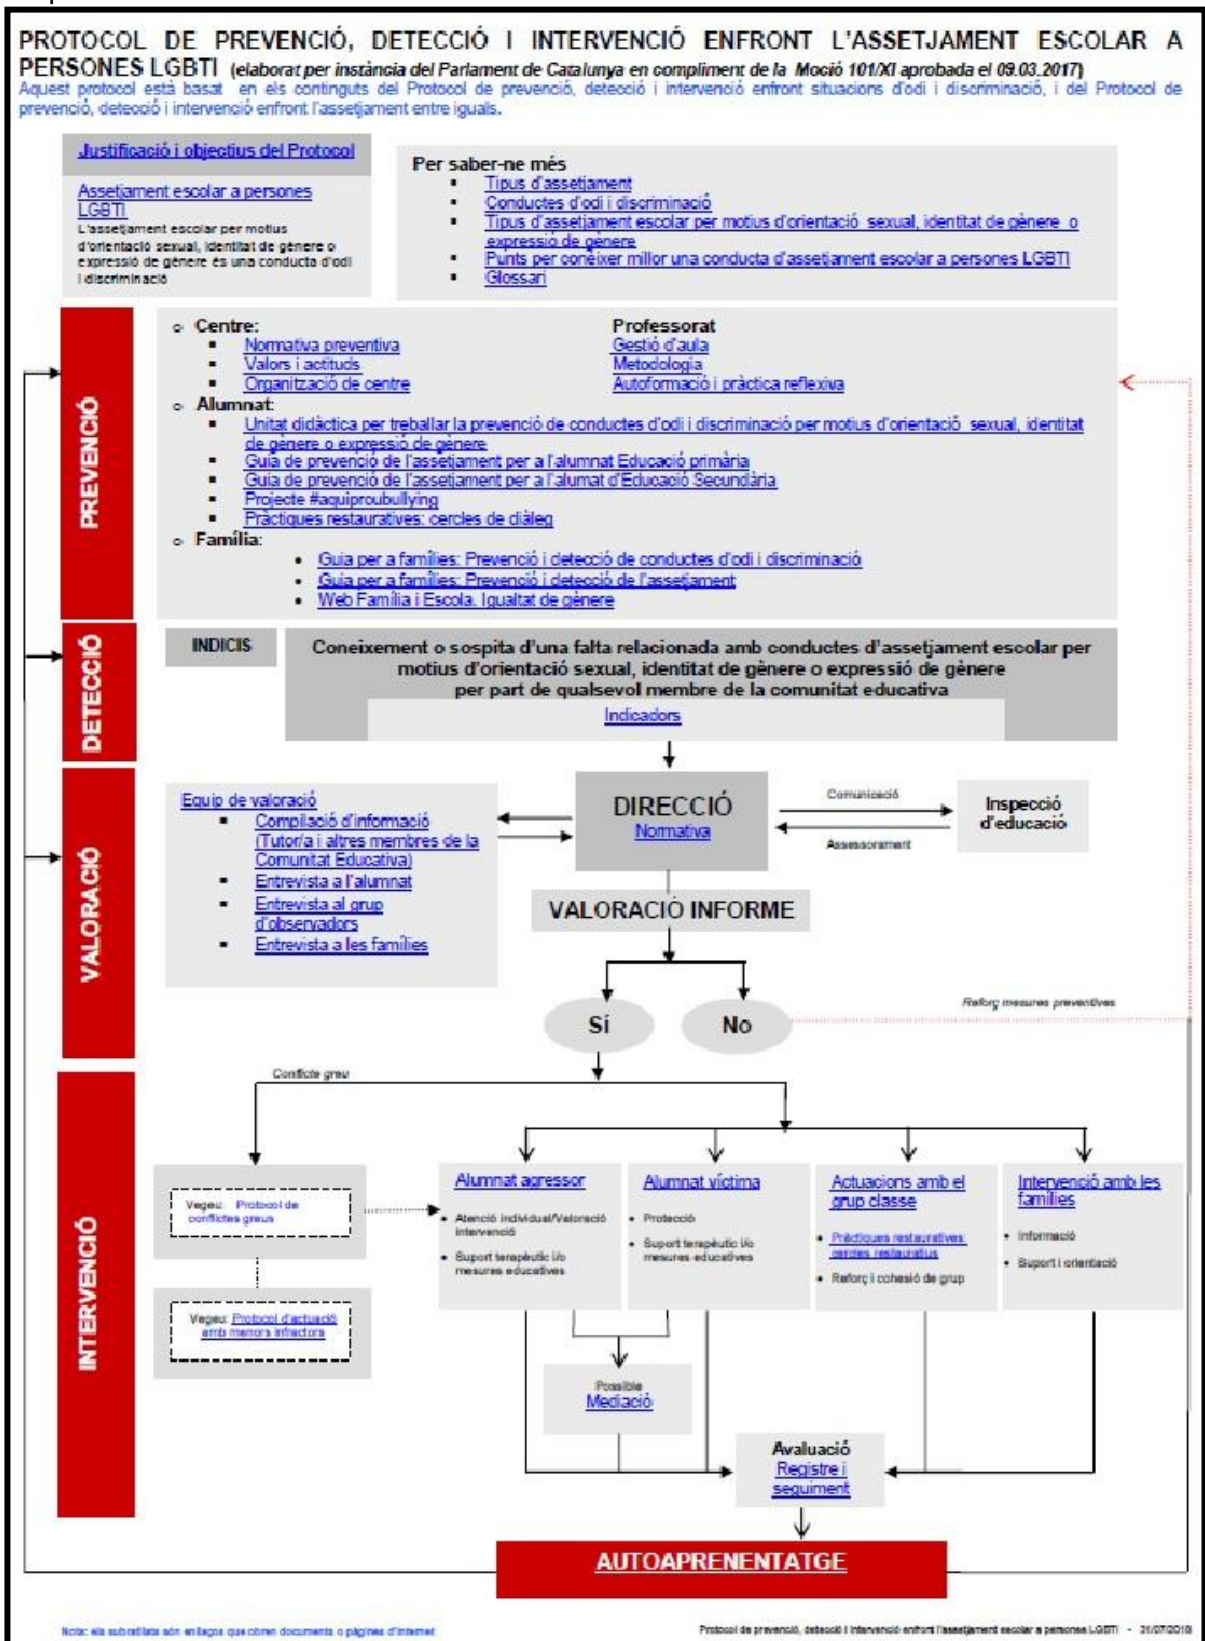 PROTOCOL DE PREVENCIÓ, DETECCIÓ I INTERVENCIÓ ENFRONT L'ASSETJAMENT ESCOLAR A
PERSONES LGBTI (elaborat per instància del Parlament de Catalunya en compliment de la Moció 101/XI aprobada el 09.03.2017)
Aquest protocol està basat en els continguts del Protocol de prevenció, detecció i intervenció enfront situacions d'odi i discriminació, i del Protocol de
prevenció, detecció i intervenció enfront l'assetjament entre iguals.
Justificació i objectius del Protocol
Assetjament escolar a persones
LGBTI
L'assetjament escolar per motius
d'orientació sexual, identitat de gènere o
expressió de gènere és una conducta d'odi
i discriminació
Per saber-ne més
▪ Tipus d'assetjament
▪ Conductes d'odi i discriminació
▪ Tipus d'assetjament escolar per motius d'orientació sexual, identitat de gènere o
expressió de gènere
▪ Punts per conèixer millor una conducta d'assetjament escolar a persones LGBTI
▪ Glossari
PREVENCIÓ
o Centre:
▪ Normativa preventiva
▪ Valors i actituds
▪ Organització de centre
Professorat
Gestió d'aula
Metodologia
Autoformació i pràctica reflexiva
o Alumnat:
▪ Unitat didàctica per treballar la prevenció de conductes d'odi i discriminació per motius d'orientació sexual, identitat
de gènere o expressió de gènere
▪ Guia de prevenció de l'assetjament per a l'alumnat Educació primària
▪ Guia de prevenció de l'assetjament per a l'alumat d'Educació Secundària
▪ Projecte #aquiproubullying
▪ Pràctiques restauratives: cercles de diàleg
o Família:
• Guia per a famílies: Prevenció i detecció de conductes d'odi i discriminació
• Guia per a famílies: Prevenció i detecció de l'assetjament
• Web Família i Escola. Igualtat de gènere
DETECCIÓ
INDICIS
Coneixement o sospita d'una falta relacionada amb conductes d'assetjament escolar per
motius d'orientació sexual, identitat de gènere o expressió de gènere
per part de qualsevol membre de la comunitat educativa
Indicadors
VALORACIÓ
Equip de valoració
▪ Compilació d'informació
(Tutor/a i altres membres de la
Comunitat Educativa)
▪ Entrevista a l'alumnat
▪ Entrevista al grup
d'observadors
▪ Entrevista a les famílies
DIRECCIÓ
Normativa
Comunicació
Assessorament
Inspecció
d'educació
VALORACIÓ INFORME
Sí
No
Reforç mesures preventives
INTERVENCIÓ
Conflicte greu
Vegeu: Protocol de
conflictes greus
Vegeu: Protocol d'actuació
amb menors infractors
Alumnat agressor
• Atenció individual/Valoració
intervenció
• Suport terapèutic i/o
mesures educatives
Alumnat víctima
• Protecció
• Suport terapèutic i/o
mesures educatives
Actuacions amb el
grup classe
• Pràctiques restauratives:
cercles restauratius
• Reforç i cohesió de grup
Intervenció amb les
famílies
• Informació
• Suport i orientació
Possible
Mediació
Avaluació
Registre i
seguiment
AUTOAPRENENTATGE
Nota: els subratllats són enllaços que obren documents o pàgines d'Internet
Protocol de prevenció, detecció i intervenció enfront l'assetjament escolar a persones LGBTI - 31/07/2018